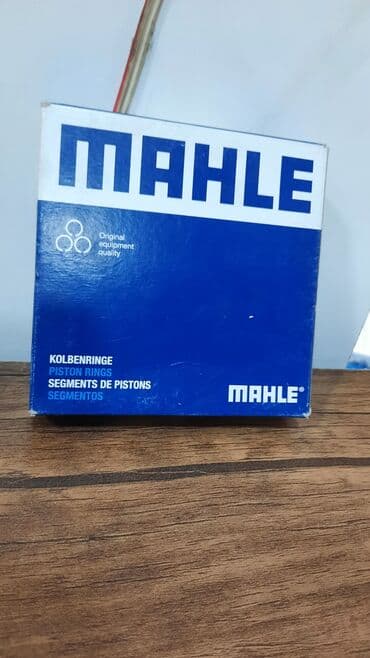 MAHLE
Original
equipment
quality
KOLBENRINGE
PISTON RINGS
SEGMENTS DE PISTONS
SEGMENTOS
MAHLE®